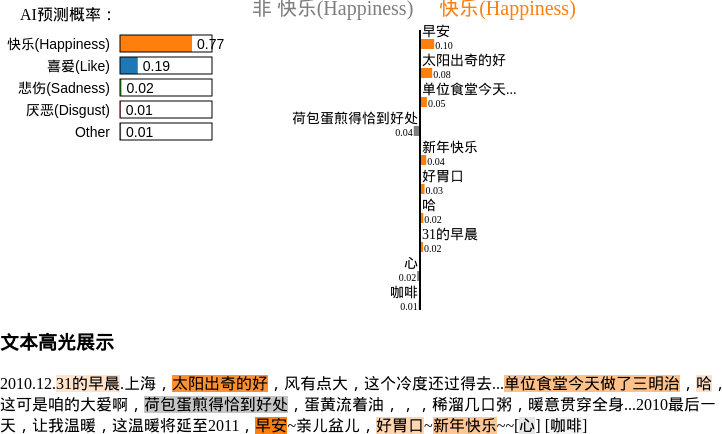 AI预测概率：
快乐(Happiness) 0.77
喜爱(Like) 0.19
悲伤(Sadness) 0.02
厌恶(Disgust) 0.01
Other 0.01
非 快乐(Happiness) 快乐(Happiness)
早安
0.10
太阳出奇的好
0.08
单位食堂今天...
0.05
荷包蛋煎得恰到好处
0.04
新年快乐
0.04
好胃口
0.03
哈
0.02
31的早晨
0.02
心
0.02
咖啡
0.01
文本高光展示
2010.12.31的早晨.上海，太阳出奇的好，风有点大，这个冷度还过得去...单位食堂今天做了三明治，哈，
这可是咱的大爱啊，荷包蛋煎得恰到好处，蛋黄流着油，，，稀溜几口粥，暖意贯穿全身...2010最后一
天，让我温暖，这温暖将延至2011，早安~亲儿盆儿，好胃口~新年快乐~~[心] [咖啡]